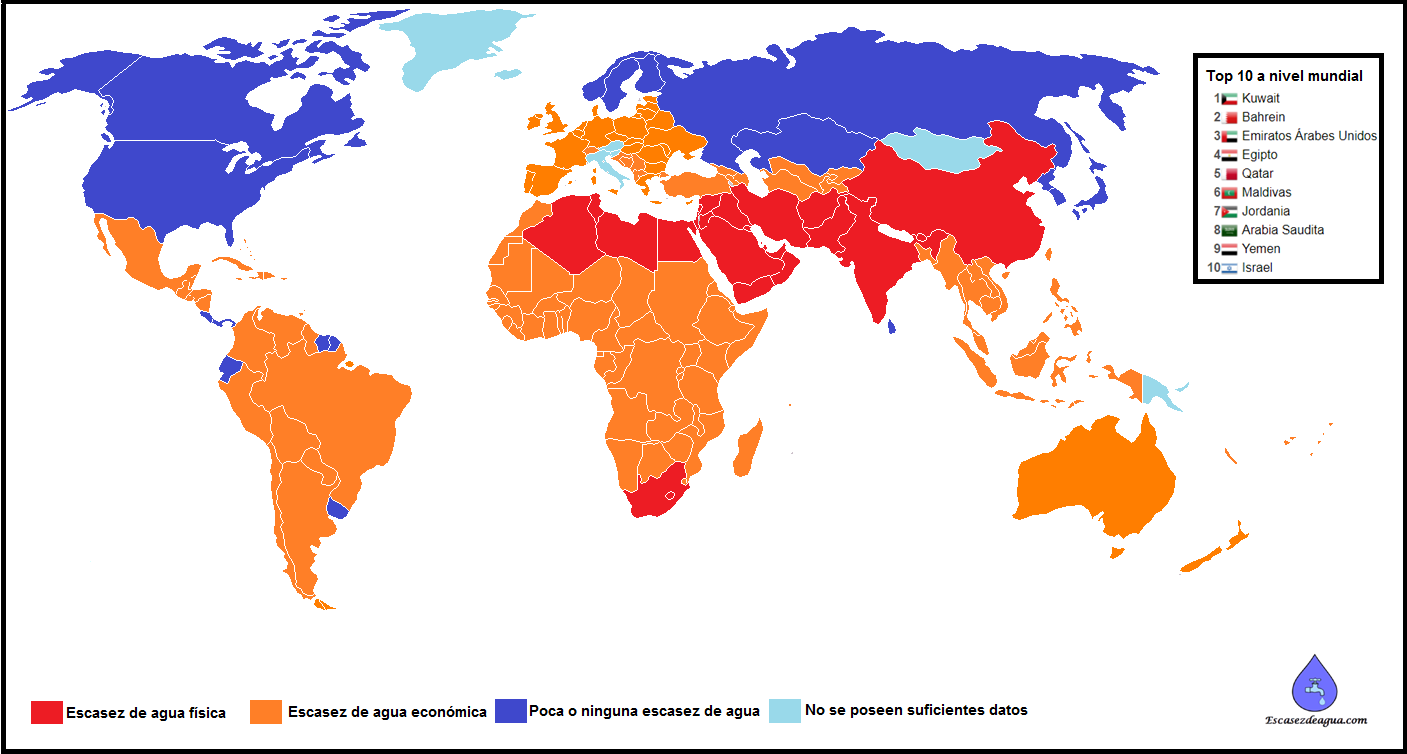 Top 10 a nivel mundial
1 Kuwait
2 Bahrein
3 Emiratos Árabes Unidos
4 Egipto
5 Qatar
6 Maldivas
7 Jordania
8 Arabia Saudita
9 Yemen
10 Israel
Escasezdeagua.com
Escasez de agua física
Escasez de agua económica
Poca o ninguna escasez de agua
No se poseen suficientes datos